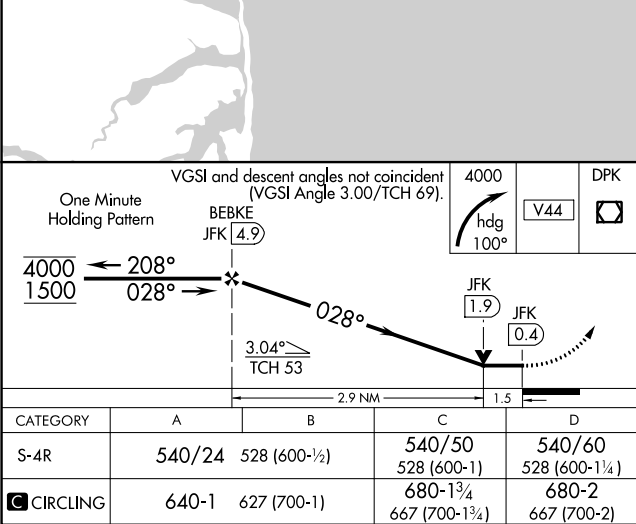 VGSI and descent angles not coincident
(VGSI Angle 3.00/TCH 69).
4000
hdg
100°
V44
DPK
One Minute
Holding Pattern
BEBKE
JFK 4.9
4000
1500
208°
028°
028°
JFK
1.9
JFK
0.4
3.04°
TCH 53
2.9 NM
1.5
CATEGORY A B C D
S-4R 540/24 528 (600-½) 540/50 528 (600-1) 540/60 528 (600-1¼)
C CIRCLING 640-1 627 (700-1) 680-1¾ 667 (700-1¾) 680-2 667 (700-2)